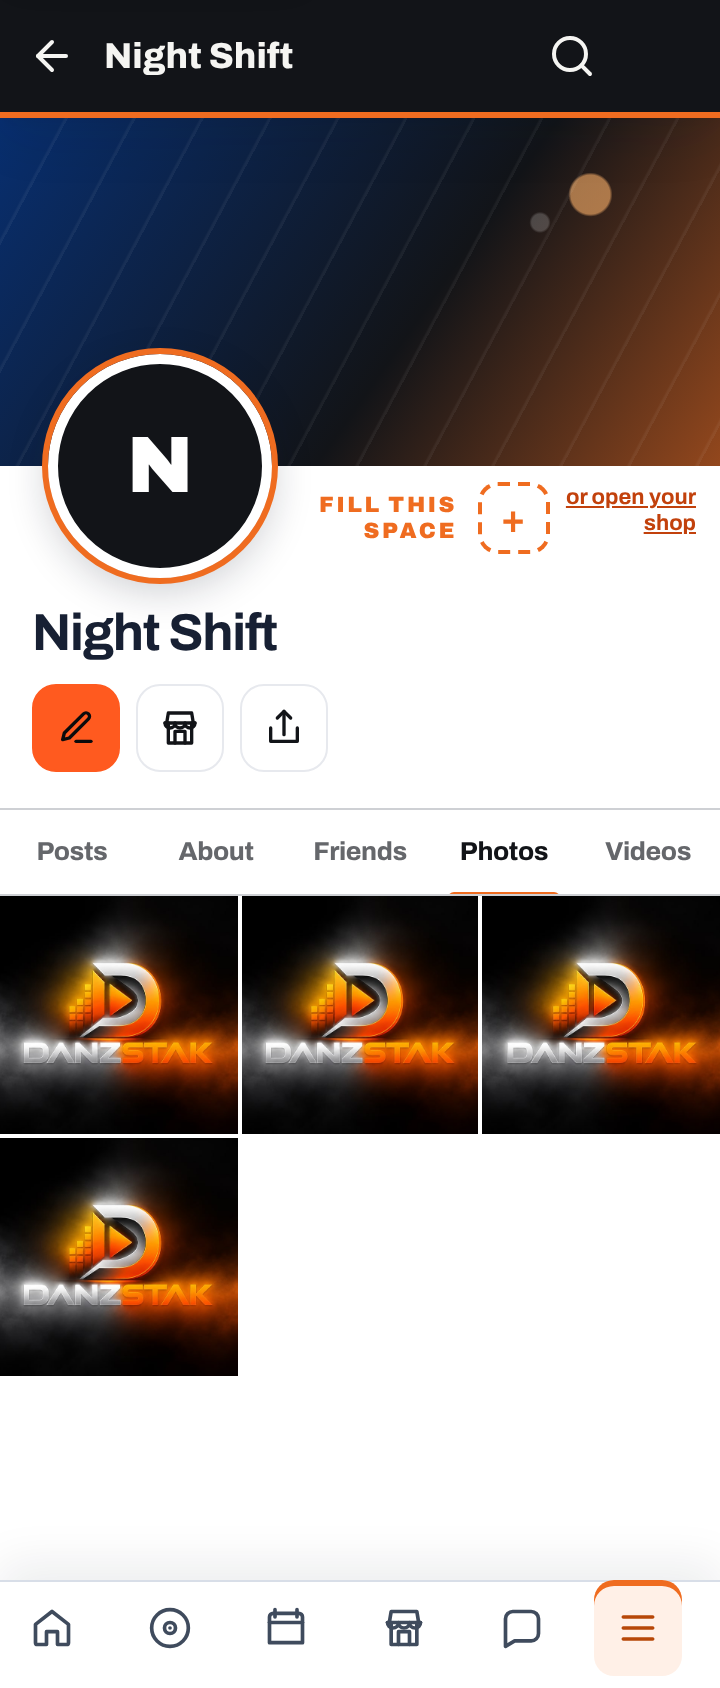 Night Shift
N
FILL THIS
SPACE
+
or open your
shop
Night Shift
Posts About Friends Photos Videos
DANZSTAK DANZSTAK DANZSTAK
DANZSTAK